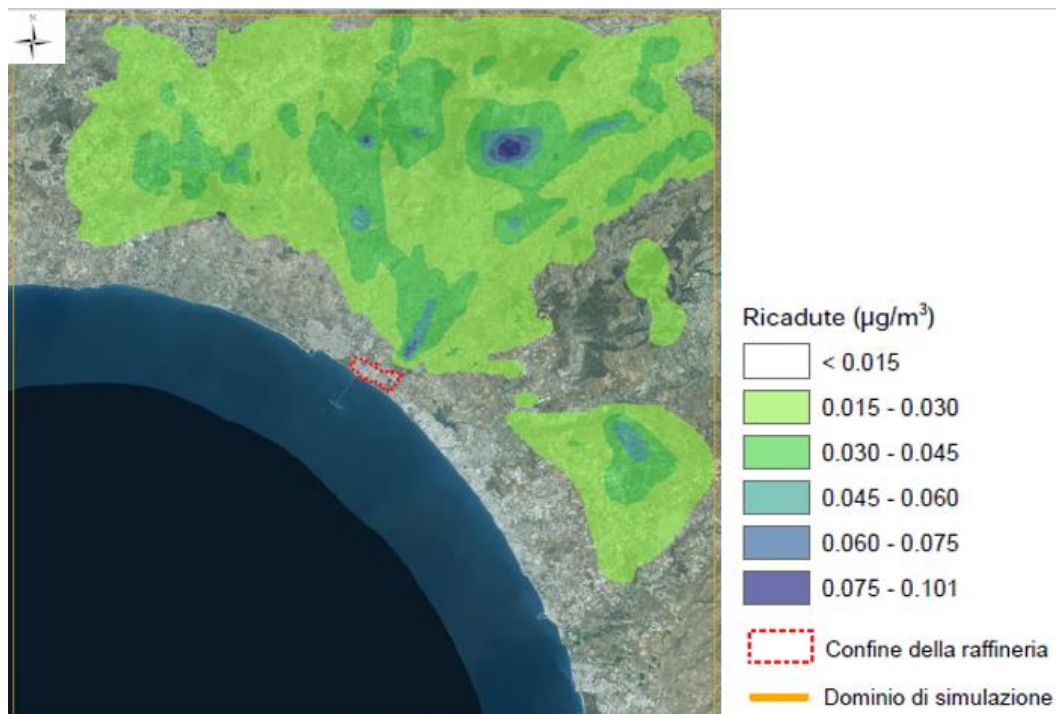 N
Ricadute (µg/m³)
< 0.015
0.015 - 0.030
0.030 - 0.045
0.045 - 0.060
0.060 - 0.075
0.075 - 0.101
Confine della raffineria
Dominio di simulazione